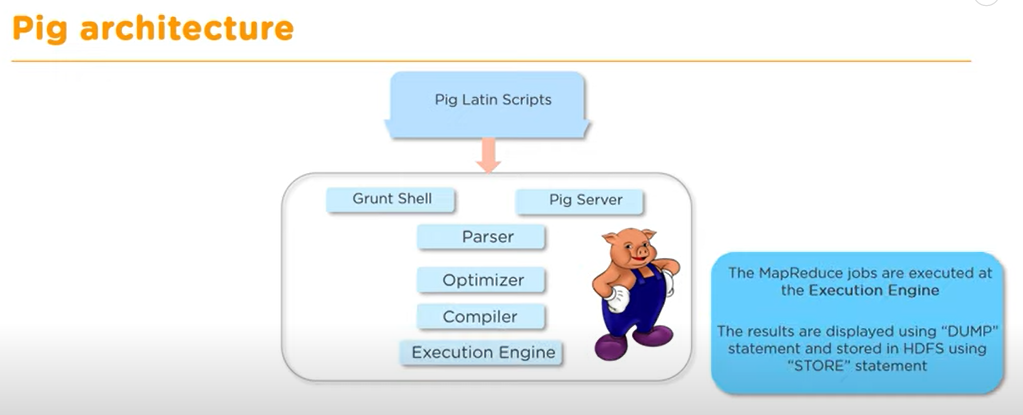 Pig architecture
Pig Latin Scripts
Grunt Shell
Pig Server
Parser
Optimizer
Compiler
Execution Engine
The MapReduce jobs are executed at
the Execution Engine
The results are displayed using “DUMP”
statement and stored in HDFS using
“STORE” statement